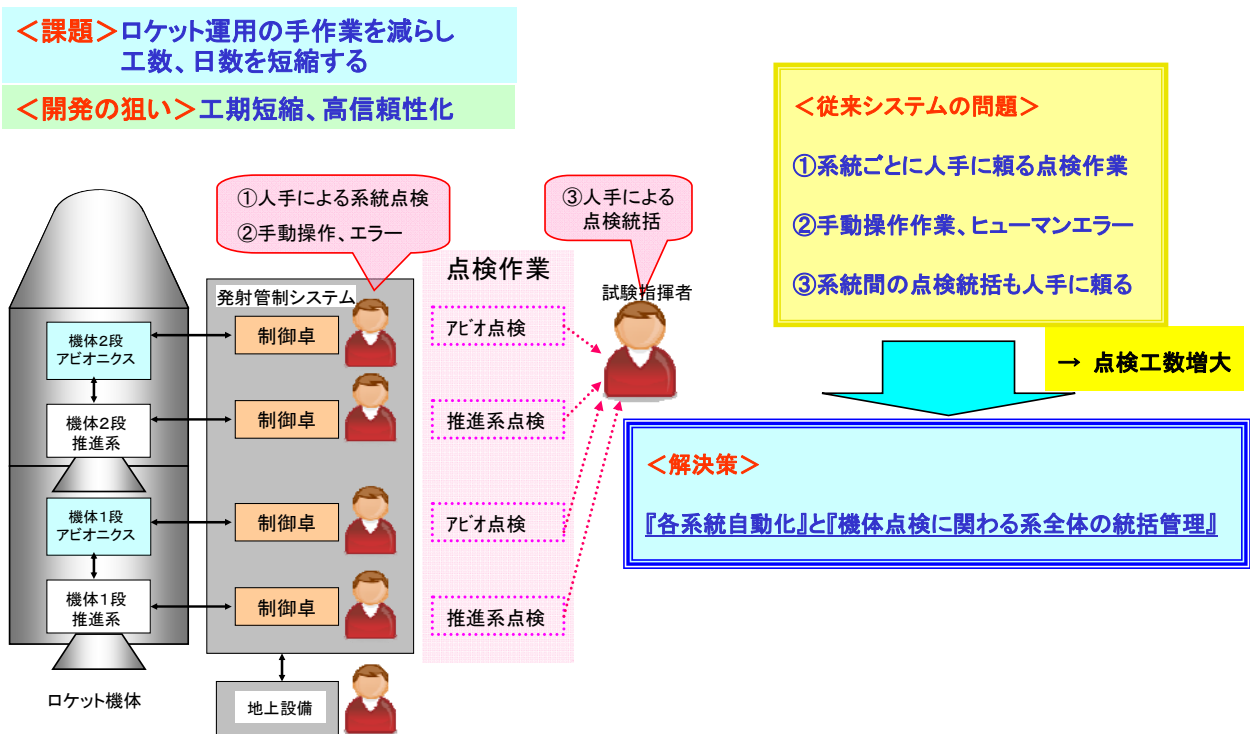 ＜課題＞ロケット運用の手作業を減らし
工数、日数を短縮する
＜開発の狙い＞工期短縮、高信頼性化
①人手による系統点検
②手動操作、エラー
③人手による
点検統括
＜従来システムの問題＞
①系統ごとに人手に頼る点検作業
②手動操作作業、ヒューマンエラー
③系統間の点検統括も人手に頼る
→ 点検工数増大
＜解決策＞
『各系統自動化』と『機体点検に関わる系全体の統括管理』
点検作業
試験指揮者
発射管制システム
機体2段
アビオニクス
制御卓
ｱﾋﾞｵ点検
機体2段
推進系
制御卓
推進系点検
機体1段
アビオニクス
制御卓
ｱﾋﾞｵ点検
機体1段
推進系
制御卓
推進系点検
ロケット機体
地上設備